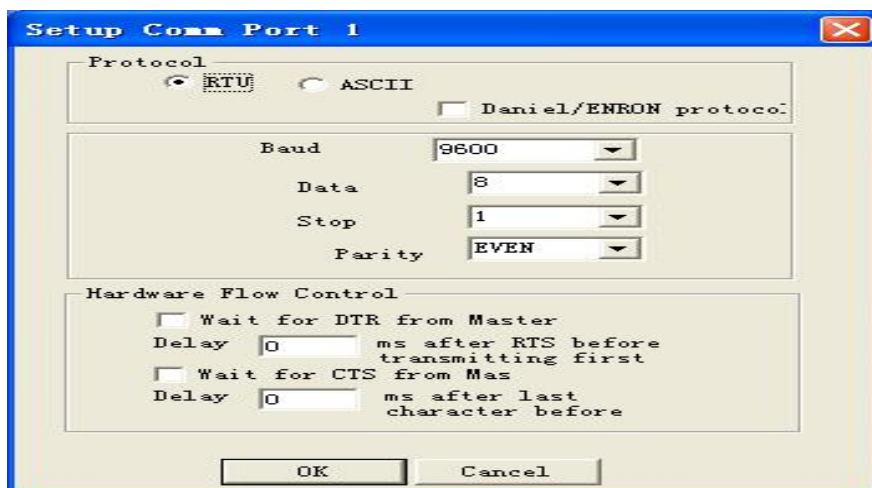 Setup Comm Port 1
Protocol
RTU ASCII
Daniel/ENRON protocol
Baud 9600
Data 8
Stop 1
Parity EVEN
Hardware Flow Control
Wait for DTR from Master
Delay 0 ms after RTS before
transmitting first
Wait for CTS from Mas
Delay 0 ms after last
character before
OK Cancel